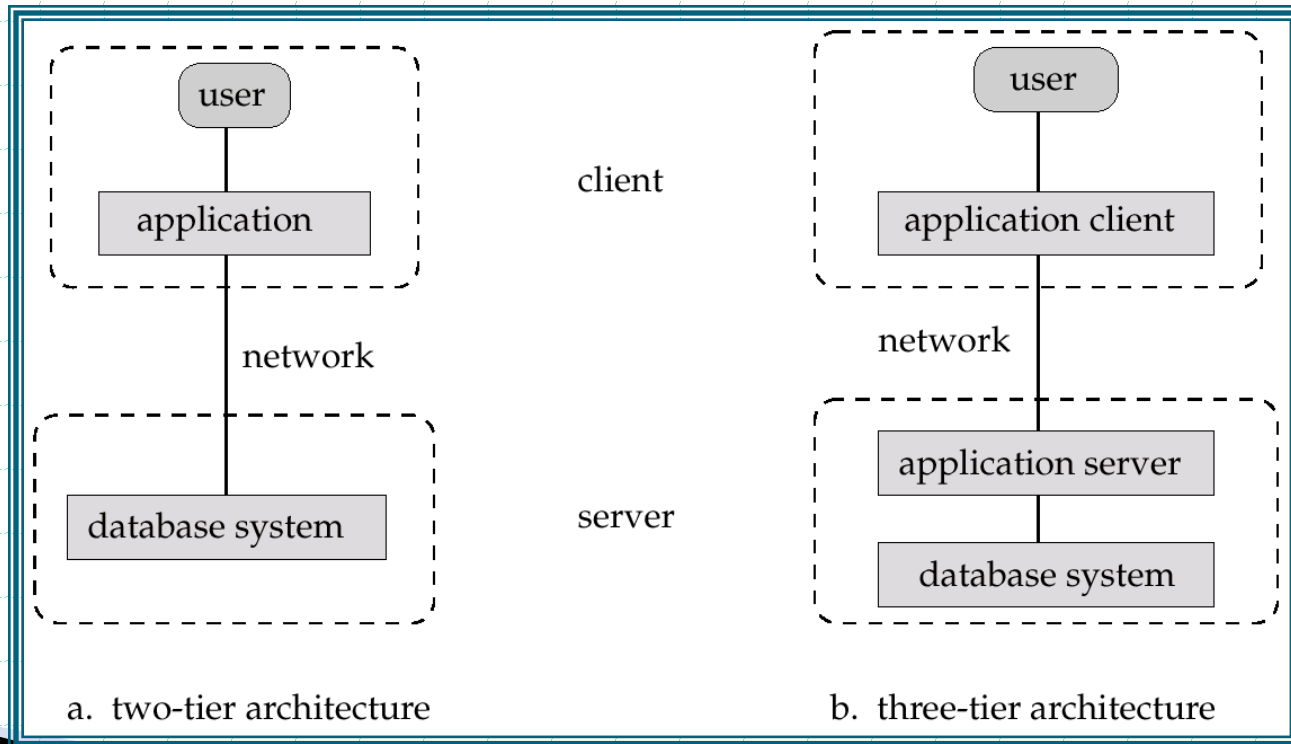 user
application
network
database system
a. two-tier architecture
client
server
user
application client
network
application server
database system
b. three-tier architecture